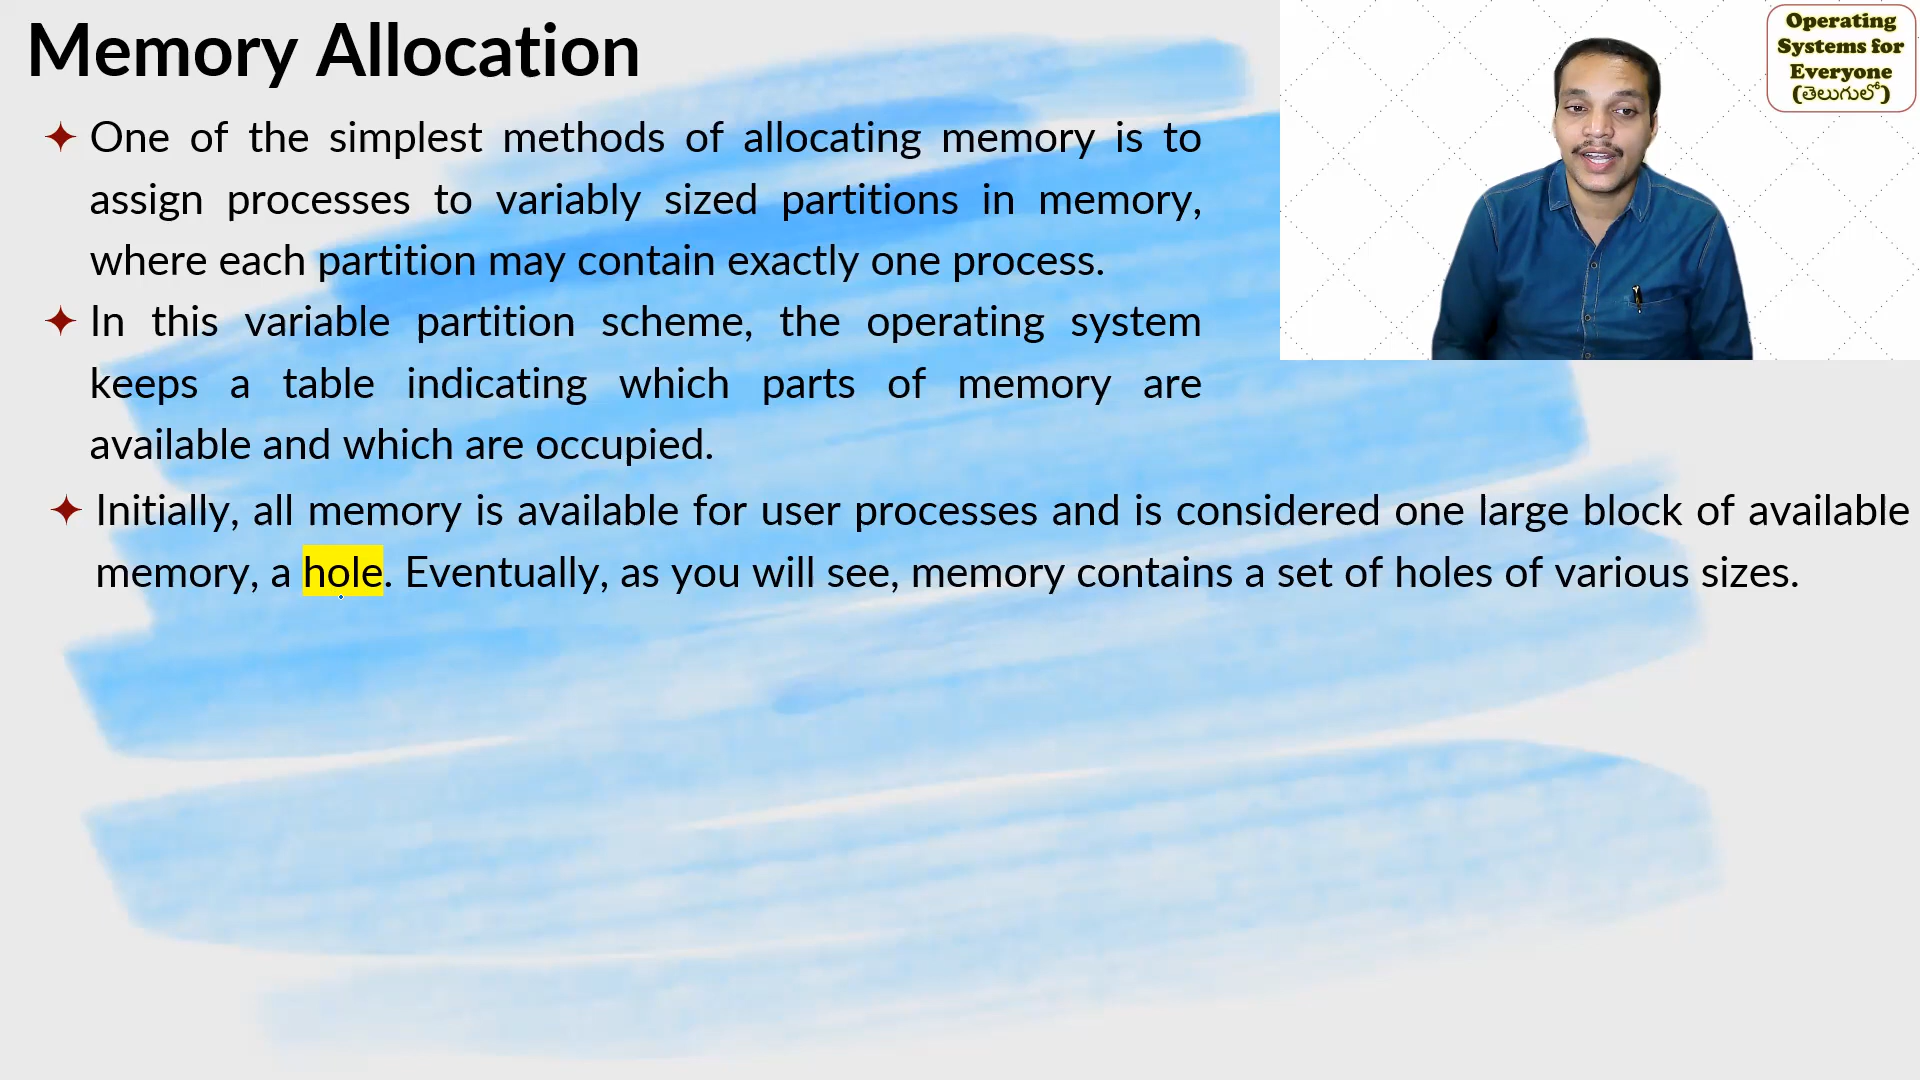 Memory Allocation
One of the simplest methods of allocating memory is to
assign processes to variably sized partitions in memory,
where each partition may contain exactly one process.
In this variable partition scheme, the operating system
keeps a table indicating which parts of memory are
available and which are occupied.
Initially, all memory is available for user processes and is considered one large block of available
memory, a hole. Eventually, as you will see, memory contains a set of holes of various sizes.
Operating
Systems for
Everyone
(తెలుగులో)